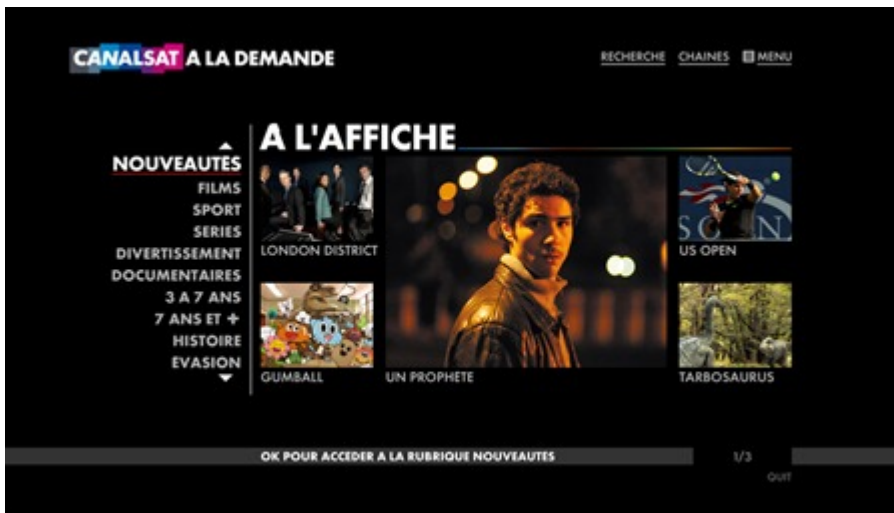 CANALSAT A LA DEMANDE
RECHERCHE CHAINES MENU
A L'AFFICHE
NOUVEAUTES
FILMS
SPORT
SERIES
DIVERTISSEMENT
DOCUMENTAIRES
3 A 7 ANS
7 ANS ET +
HISTOIRE
EVASION
LONDON DISTRICT
US OPEN
GUMBALL
UN PROPHETE
TARBOSAURUS
OK POUR ACCEDER A LA RUBRIQUE NOUVEAUTES
1/3
QUIT